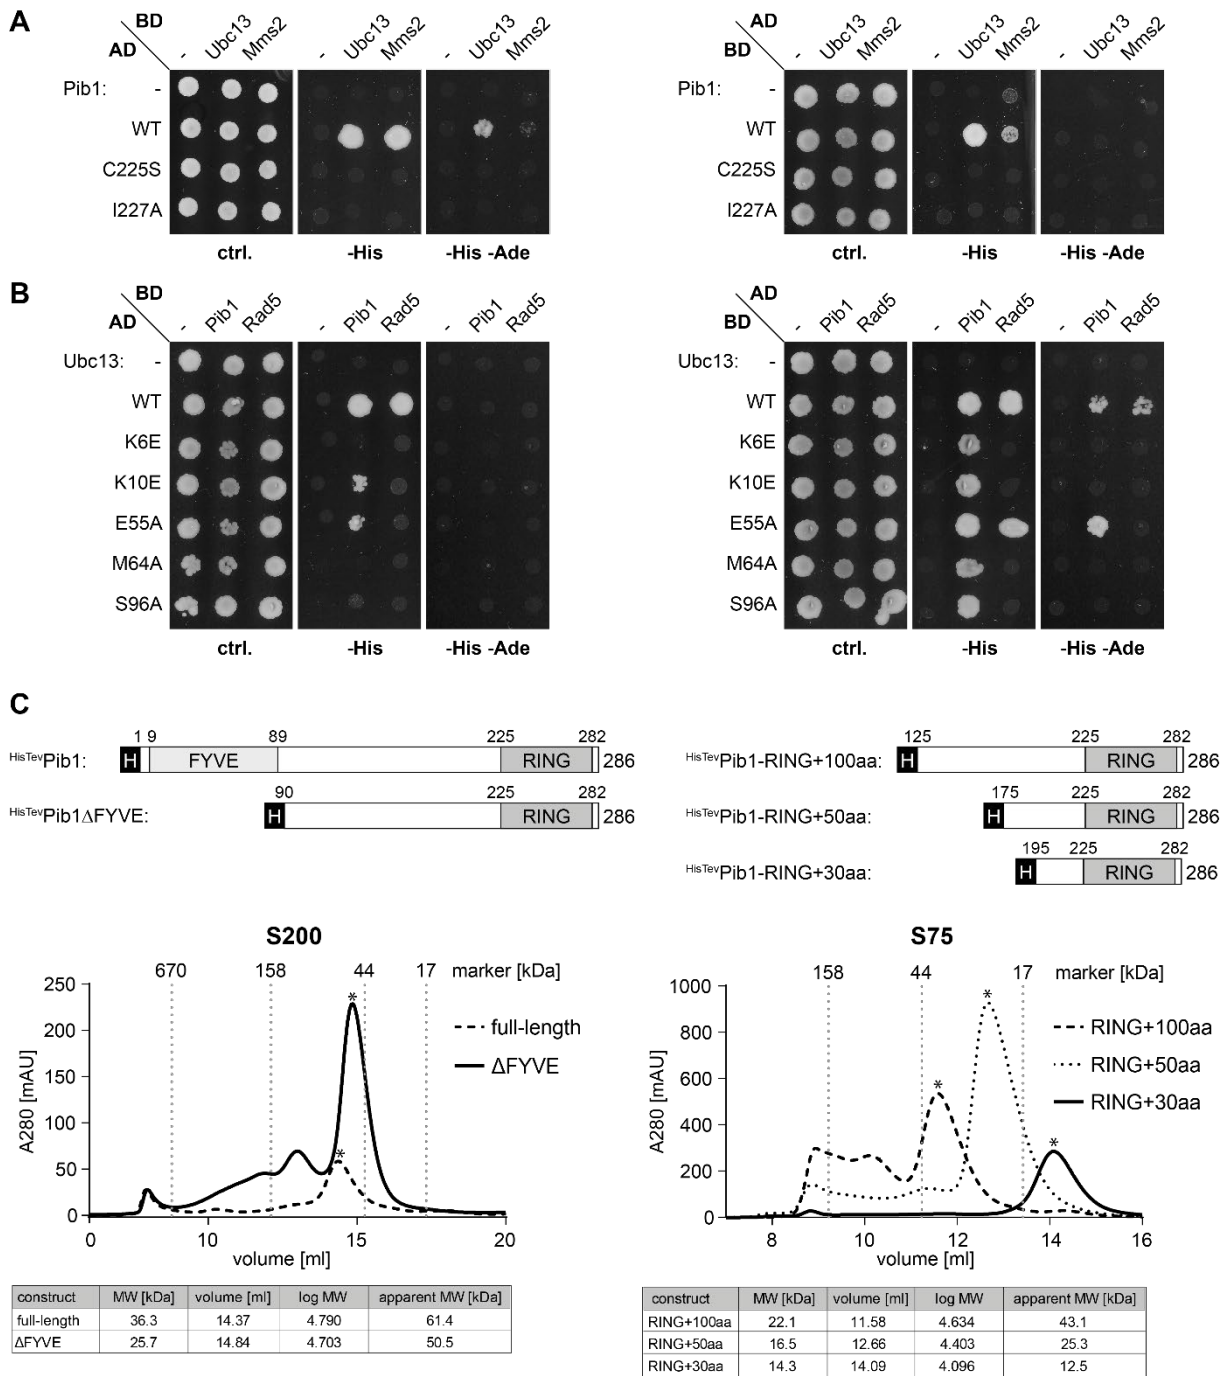 A
BD
AD
- Ubc13 Mms2 - Ubc13 Mms2 - Ubc13 Mms2
Pib1: -
WT
C225S
I227A
ctrl. -His -His -Ade
AD
BD
- Ubc13 Mms2 - Ubc13 Mms2 - Ubc13 Mms2
Pib1: -
WT
C225S
I227A
ctrl. -His -His -Ade
B
BD
AD
- Pib1 Rad5 - Pib1 Rad5 - Pib1 Rad5
Ubc13: -
WT
K6E
K10E
E55A
M64A
S96A
ctrl. -His -His -Ade
AD
BD
- Pib1 Rad5 - Pib1 Rad5 - Pib1 Rad5
Ubc13: -
WT
K6E
K10E
E55A
M64A
S96A
ctrl. -His -His -Ade
C
1 9 89 225 282
HisTevPib1: H FYVE RING 286
90 225 282
HisTevPib1ΔFYVE: H RING 286
125 225 282
HisTevPib1-RING+100aa: H RING 286
175 225 282
HisTevPib1-RING+50aa: H RING 286
195 225 282
HisTevPib1-RING+30aa: H RING 286
S200
670 158 44 17 marker [kDa]
250
200
150
100
50
0
A280 [mAU]
* *
full-length
ΔFYVE
0 10 15 20
volume [ml]
construct MW [kDa] volume [ml] log MW apparent MW [kDa]
full-length 36.3 14.37 4.790 61.4
ΔFYVE 25.7 14.84 4.703 50.5
S75
158 44 17 marker [kDa]
1000
800
600
400
200
0
A280 [mAU]
* * *
RING+100aa
RING+50aa
RING+30aa
8 10 12 14 16
volume [ml]
construct MW [kDa] volume [ml] log MW apparent MW [kDa]
RING+100aa 22.1 11.58 4.634 43.1
RING+50aa 16.5 12.66 4.403 25.3
RING+30aa 14.3 14.09 4.096 12.5